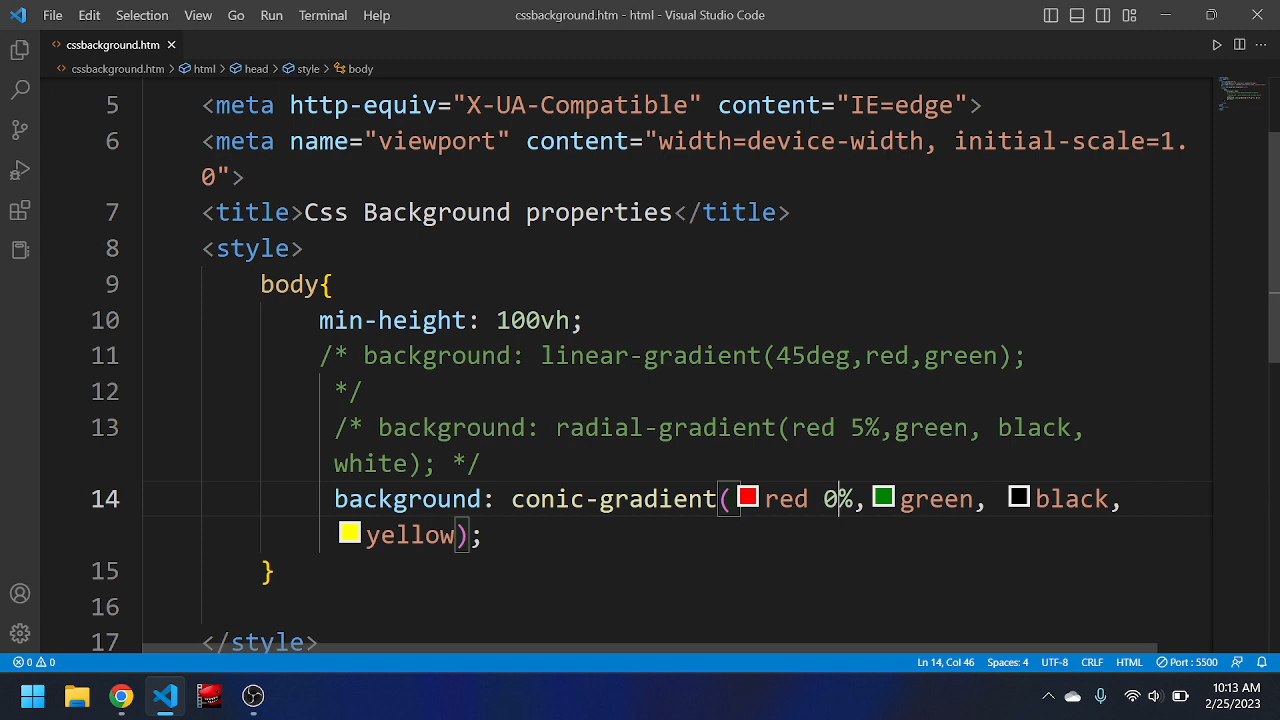 File Edit Selection View Go Run Terminal Help cssbackground.htm - html - Visual Studio Code
cssbackground.htm
cssbackground.htm > html > head > style > body
5 <meta http-equiv="X-UA-Compatible" content="IE=edge">
6 <meta name="viewport" content="width=device-width, initial-scale=1.
0">
7 <title>Css Background properties</title>
8 <style>
9 body{
10 min-height: 100vh;
11 /* background: linear-gradient(45deg,red,green);
12 */
13 /* background: radial-gradient(red 5%,green, black,
white); */
14 background: conic-gradient(red 0%,green, black,
yellow);
15 }
16
17 </style>
0 0 Ln 14, Col 46 Spaces: 4 UTF-8 CRLF HTML Port : 5500
10:13 AM
2/25/2023